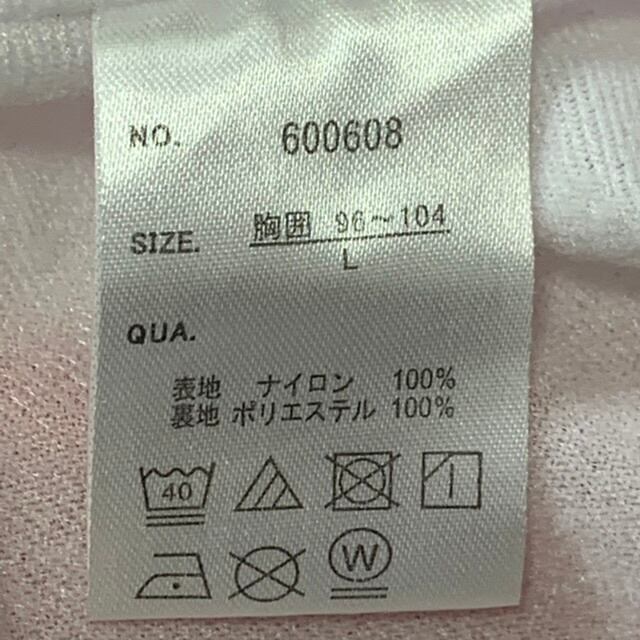 NO. 600608
SIZE. 胸囲 96～104
L
QUA.
表地 ナイロン 100%
裏地 ポリエステル 100%
40
W